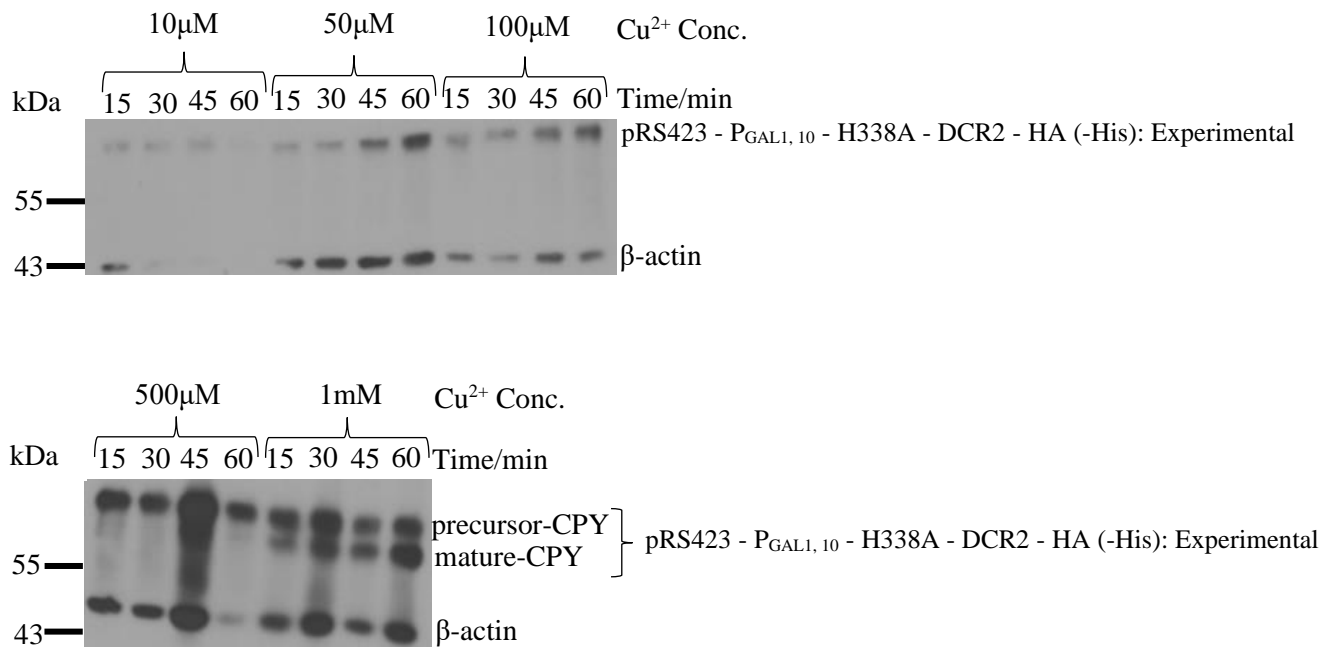 10μM 50μM 100μM Cu²⁺ Conc.
kDa 15 30 45 60 15 30 45 60 15 30 45 60 Time/min
pRS423 - P_GAL1, 10 - H338A - DCR2 - HA (-His): Experimental
55
43 β-actin
500μM 1mM Cu²⁺ Conc.
kDa 15 30 45 60 15 30 45 60 Time/min
precursor-CPY
mature-CPY
pRS423 - P_GAL1, 10 - H338A - DCR2 - HA (-His): Experimental
55
43 β-actin